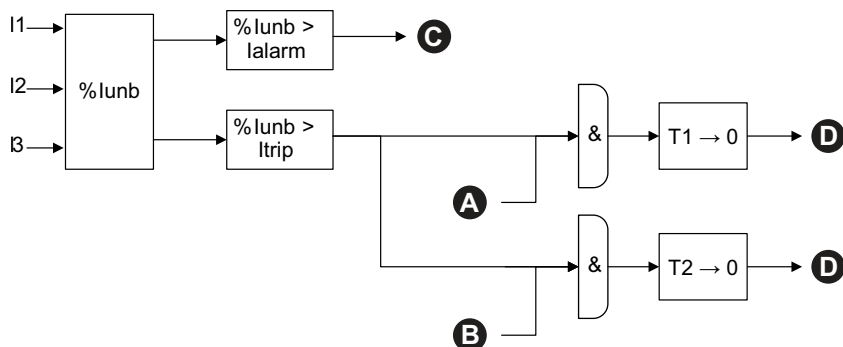 I1
I2
I3
%Iunb
%Iunb >
Ialarm
C
%Iunb >
Itrip
A
&
T1 → 0
D
B
&
T2 → 0
D